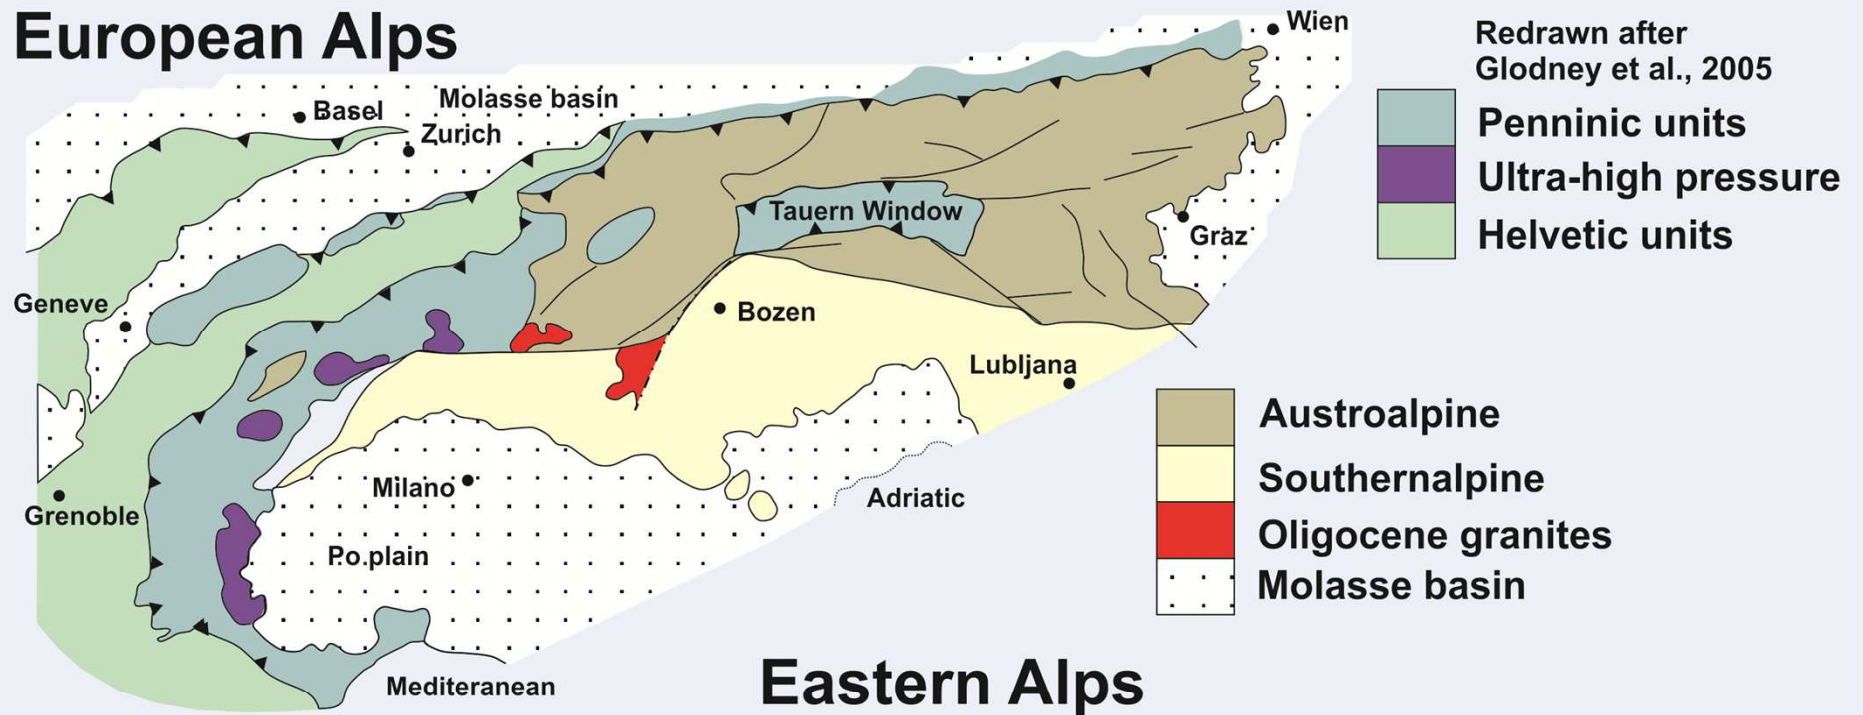 European Alps
Wien
Redrawn after
Glodney et al., 2005
Basel
Molasse basin
Zurich
Penninic units
Ultra-high pressure
Helvetic units
Tauern Window
Graz
Geneve
Bozen
Lubljana
Austroalpine
Southernalpine
Oligocene granites
Molasse basin
Milano
Adriatic
Grenoble
Po.plain
Mediteranean
Eastern Alps